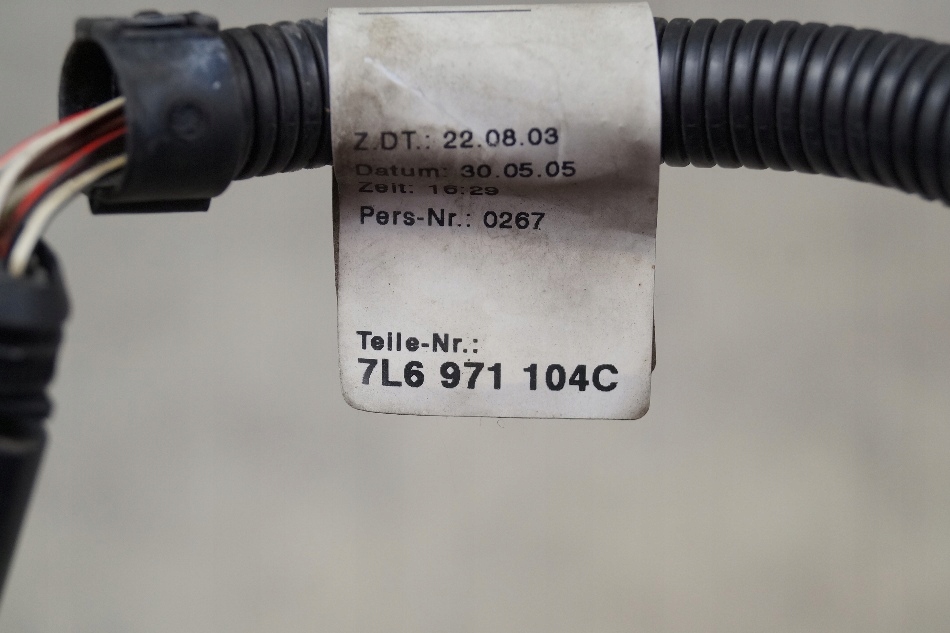 Z.DT.: 22.08.03
Datum: 30.05.05
Zeit: 16:29
Pers-Nr.: 0267
Teile-Nr.:
7L6 971 104C